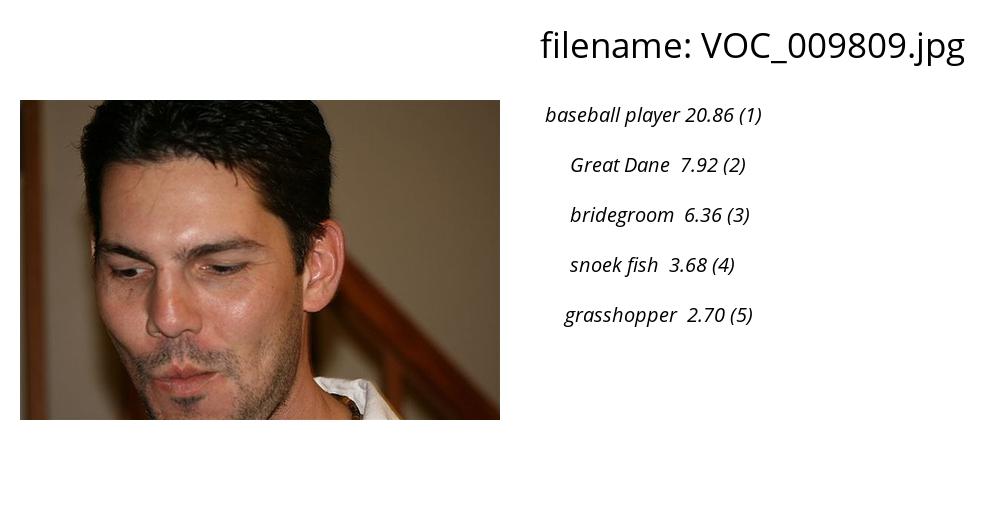 filename: VOC_009809.jpg
baseball player 20.86 (1)
Great Dane 7.92 (2)
bridegroom 6.36 (3)
snoek fish 3.68 (4)
grasshopper 2.70 (5)